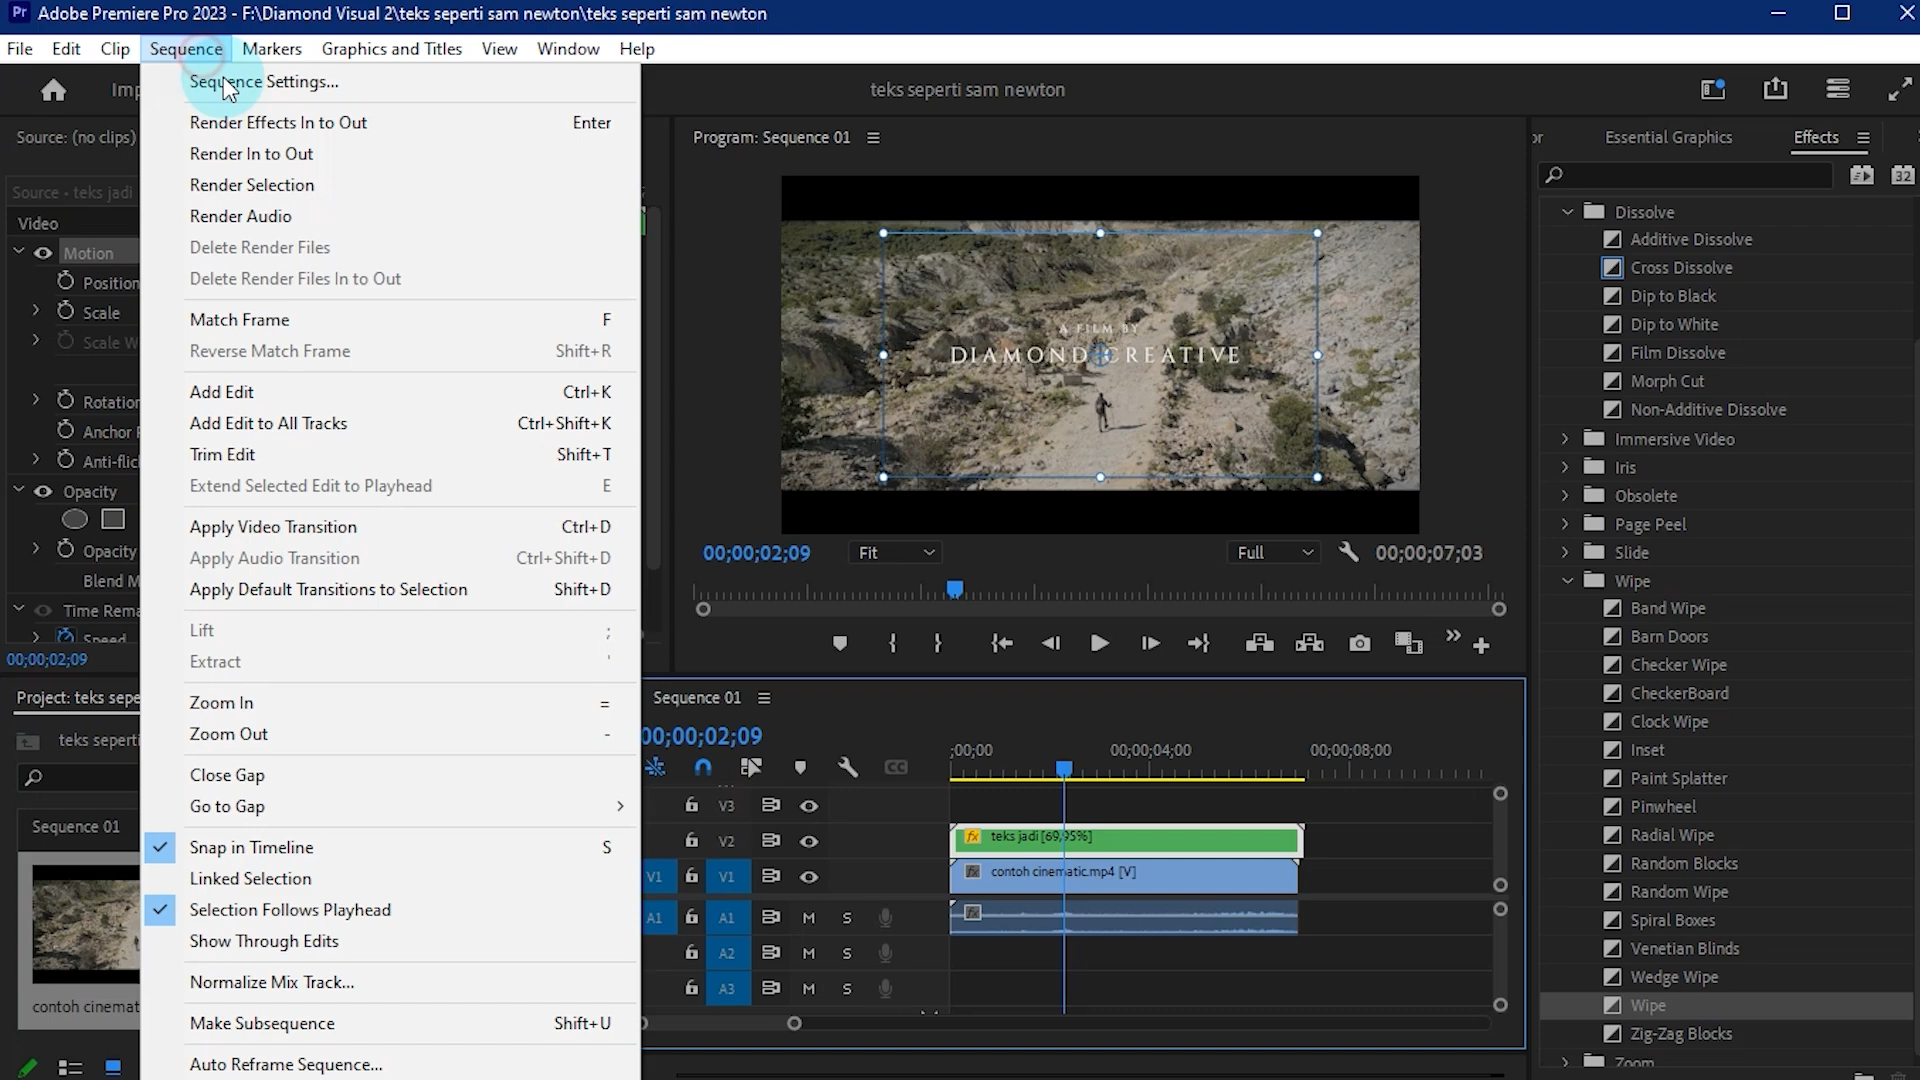 Pr Adobe Premiere Pro 2023 - F:\Diamond Visual 2\teks seperti sam newton\teks seperti sam newton
File Edit Clip Sequence Markers Graphics and Titles View Window Help
Imp
teks seperti sam newton
Sequence Settings...
Render Effects In to Out Enter
Render In to Out
Render Selection
Render Audio
Delete Render Files
Delete Render Files In to Out
Match Frame F
Reverse Match Frame Shift+R
Add Edit Ctrl+K
Add Edit to All Tracks Ctrl+Shift+K
Trim Edit Shift+T
Extend Selected Edit to Playhead E
Apply Video Transition Ctrl+D
Apply Audio Transition Ctrl+Shift+D
Apply Default Transitions to Selection Shift+D
Lift ;
Extract '
Zoom In =
Zoom Out -
Close Gap
Go to Gap
Snap in Timeline S
Linked Selection
Selection Follows Playhead
Show Through Edits
Normalize Mix Track...
Make Subsequence Shift+U
Auto Reframe Sequence...
Source: (no clips)
Source • teks jadi
Video
Motion
Position
Scale
Scale W
Rotation
Anchor P
Anti-flic
Opacity
Opacity
Blend M
Time Rema
Speed
00;00;02;09
Project: teks sepe
teks seperti
Sequence 01
contoh cinemat
Program: Sequence 01
A FILM BY
DIAMOND CREATIVE
00;00;02;09 Fit Full 00;00;07;03
Sequence 01
00;00;02;09
;00;00 00;00;04;00 00;00;08;00
CC
V3
V2
fx teks jadi [69,95%]
V1 V1
fx contoh cinematic.mp4 [V]
A1 A1 M S
fx
A2 M S
A3 M S
or Essential Graphics Effects
32
Dissolve
Additive Dissolve
Cross Dissolve
Dip to Black
Dip to White
Film Dissolve
Morph Cut
Non-Additive Dissolve
Immersive Video
Iris
Obsolete
Page Peel
Slide
Wipe
Band Wipe
Barn Doors
Checker Wipe
CheckerBoard
Clock Wipe
Inset
Paint Splatter
Pinwheel
Radial Wipe
Random Blocks
Random Wipe
Spiral Boxes
Venetian Blinds
Wedge Wipe
Wipe
Zig-Zag Blocks
Zoom